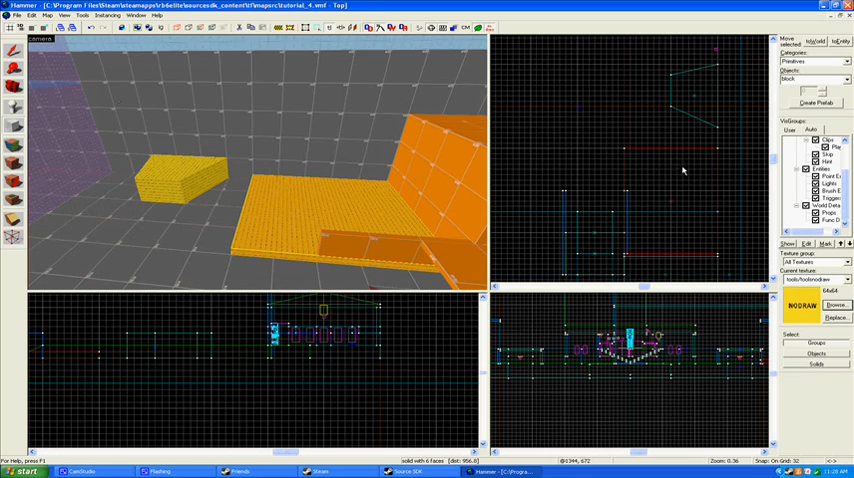 Hammer - [C:\Program Files\Steam\steamapps\rb6elite\sourcesdk_content\tf\mapsrc\tutorial_4.vmf - Top]
File Edit Map View Tools Instancing Window Help
camera
Move selected: toWorld toEntity
Categories:
Primitives
Objects:
block
Create Prefab
VisGroups:
User Auto
Clips
Play
Skip
Hint
Entities
Point E
Lights
Brush E
Trigger
World Deta
Props
Func D
Show Edit Mark
Texture group:
All Textures
Current texture:
tools/toolsnodraw
NODRAW
64x64
Browse...
Replace...
Select:
Groups
Objects
Solids
For Help, press F1
solid with 6 faces [dist: 956.8]
@1344, 672
Zoom: 0.36
Snap: On Grid: 32
<->
start
CamStudio
Flashing
Friends
Steam
Source SDK
Hammer - [C:\Progra...
11:28 AM